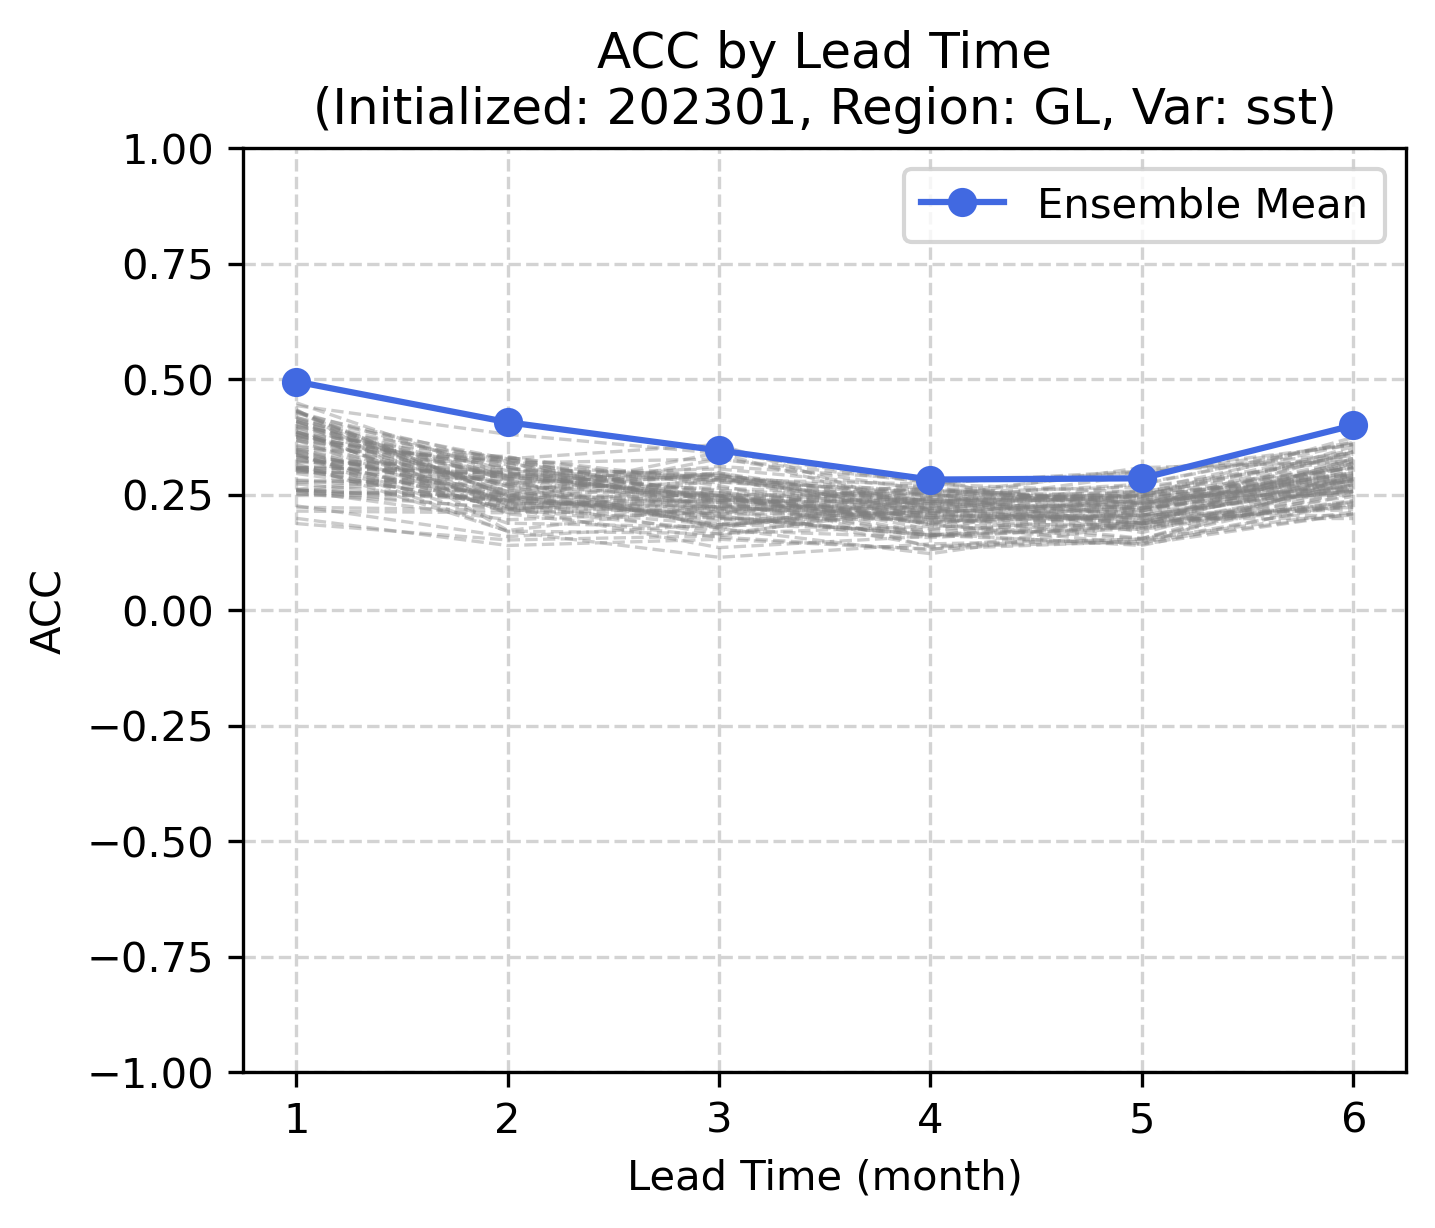 ACC by Lead Time
(Initialized: 202301, Region: GL, Var: sst)
Ensemble Mean
ACC
1.00
0.75
0.50
0.25
0.00
−0.25
−0.50
−0.75
−1.00
1 2 3 4 5 6
Lead Time (month)